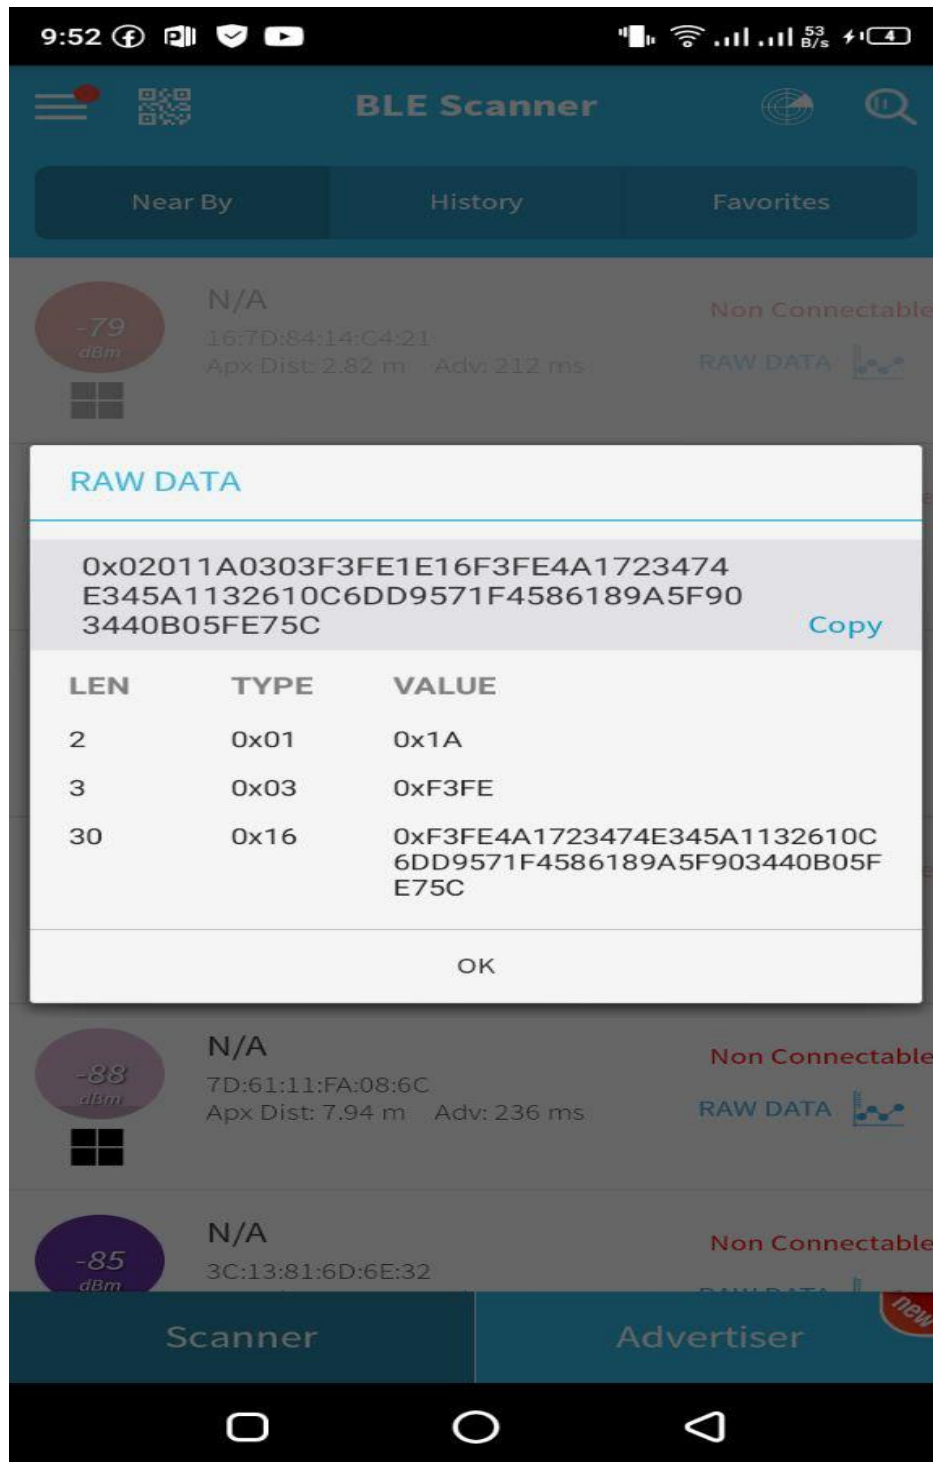 9:52
53
B/s
4
BLE Scanner
Near By
History
Favorites
N/A
-79
dBm
16:7D:84:14:C4:21
Apx Dist: 2.82 m Adv: 212 ms
Non Connectable
RAW DATA
RAW DATA
0x02011A0303F3FE1E16F3FE4A1723474
E345A1132610C6DD9571F4586189A5F90
3440B05FE75C
Copy
LEN TYPE VALUE
2 0x01 0x1A
3 0x03 0xF3FE
30 0x16 0xF3FE4A1723474E345A1132610C
6DD9571F4586189A5F903440B05F
E75C
OK
N/A
-88
dBm
7D:61:11:FA:08:6C
Apx Dist: 7.94 m Adv: 236 ms
Non Connectable
RAW DATA
N/A
-85
dBm
3C:13:81:6D:6E:32
Non Connectable
new
Scanner
Advertiser